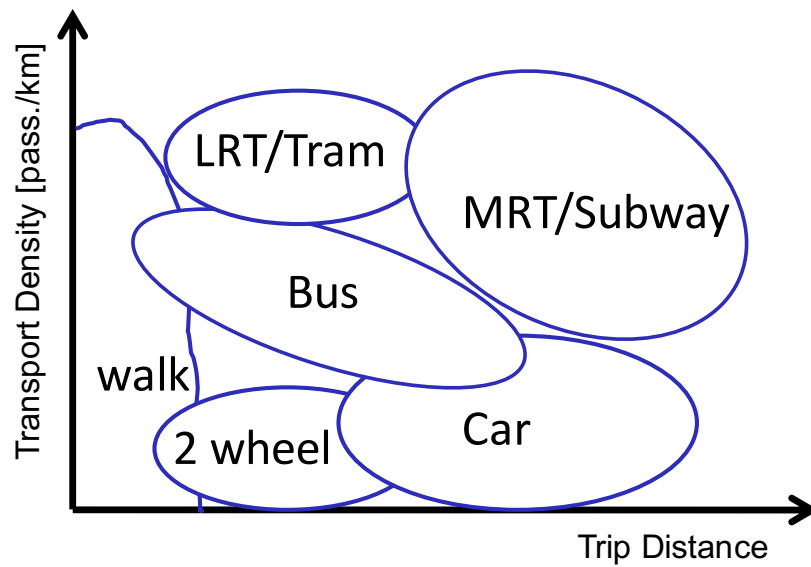 Transport Density [pass./km]
LRT/Tram
MRT/Subway
Bus
walk
2 wheel
Car
Trip Distance